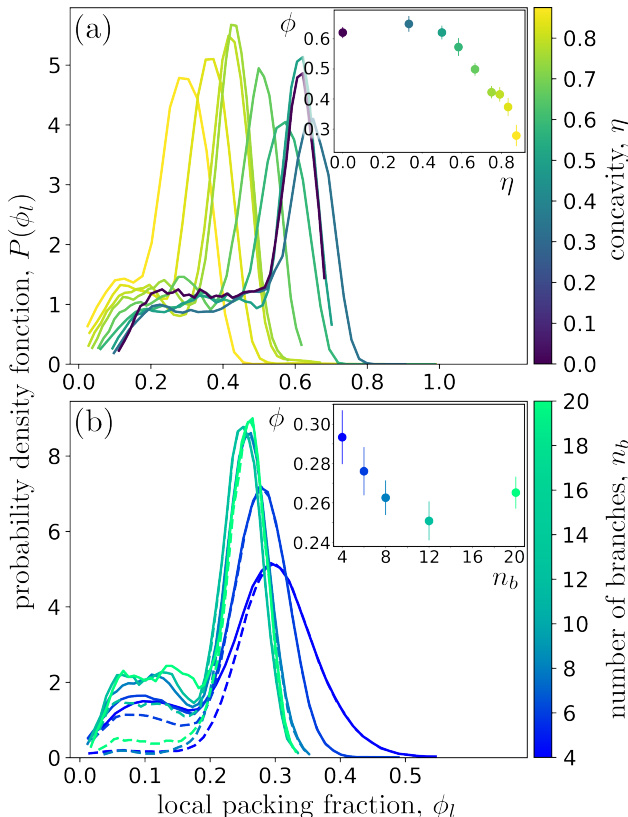 (a)
ϕ
0.6
0.5
0.4
0.3
0.0 0.2 0.4 0.6 0.8
η
5
4
3
2
1
0
0.0 0.2 0.4 0.6 0.8 1.0
0.8
0.7
0.6
0.5
0.4
0.3
0.2
0.1
0.0
concavity, η
probability density fonction, P(ϕ_l)
(b)
ϕ
0.30
0.28
0.26
0.24
4 8 12 16 20
n_b
8
6
4
2
0
0.0 0.1 0.2 0.3 0.4 0.5
local packing fraction, ϕ_l
20
18
16
14
12
10
8
6
4
number of branches, n_b